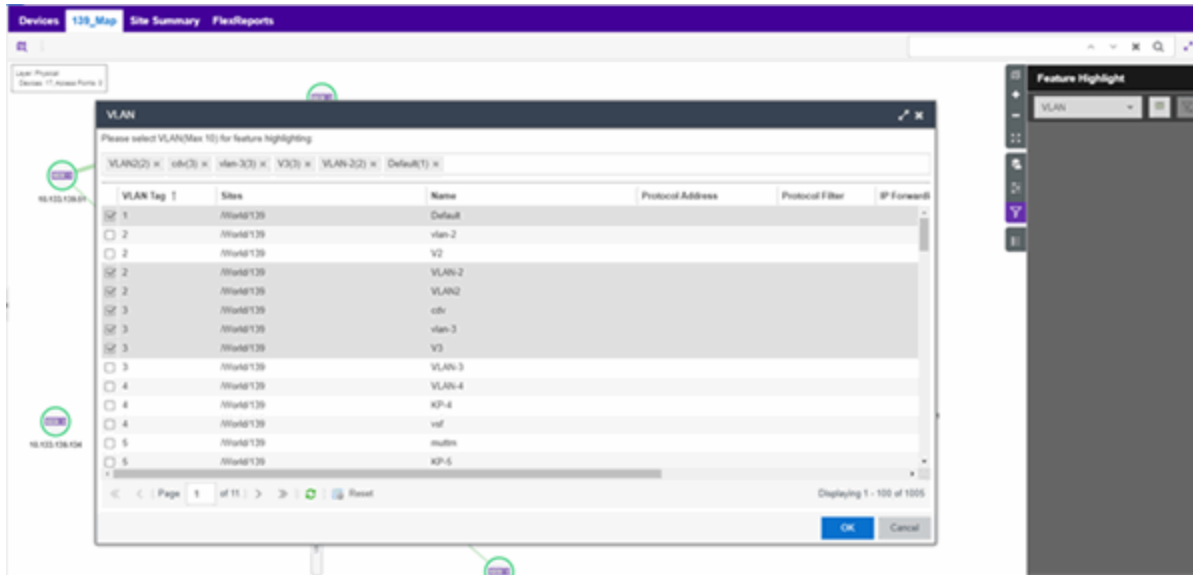 Devices 139_Map Site Summary FlexReports
Layer: Physical
Devices: 17, Access Points: 0
Feature Highlight
VLAN
VLAN
Please select VLAN(Max 10) for feature highlighting:
VLAN2(2) × cdv(3) × vlan-3(3) × V3(3) × VLAN-2(2) × Default(1) ×
VLAN Tag ↑ Sites Name Protocol Address Protocol Filter IP Forwardi
1 /World/139 Default
2 /World/139 vlan-2
2 /World/139 V2
2 /World/139 VLAN-2
2 /World/139 VLAN2
3 /World/139 cdv
3 /World/139 vlan-3
3 /World/139 V3
3 /World/139 VLAN-3
4 /World/139 VLAN-4
4 /World/139 KP-4
4 /World/139 vsf
5 /World/139 muttm
5 /World/139 KP-5
Page 1 of 11 Reset Displaying 1 - 100 of 1005
OK Cancel
10.133.139.104